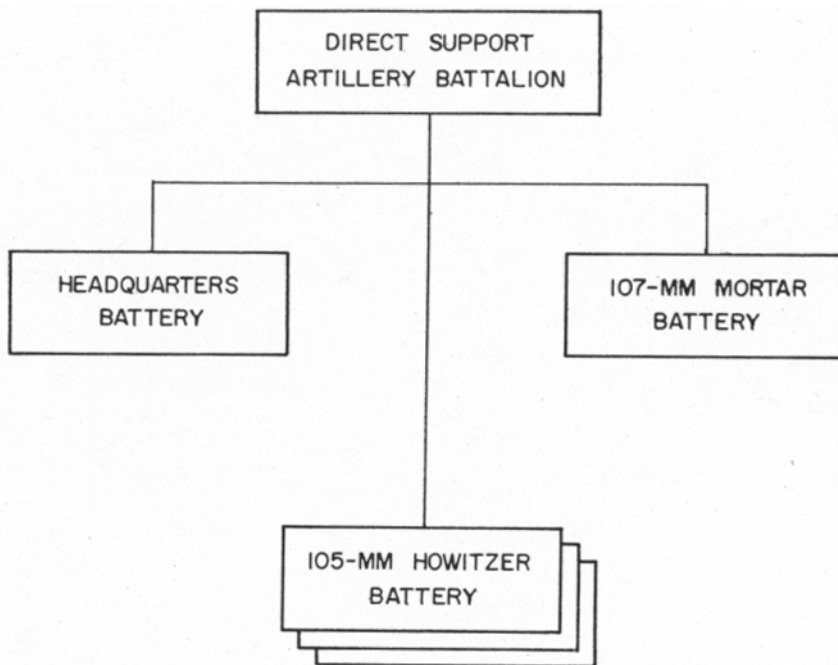 DIRECT SUPPORT
ARTILLERY BATTALION
HEADQUARTERS
BATTERY
107-MM MORTAR
BATTERY
105-MM HOWITZER
BATTERY